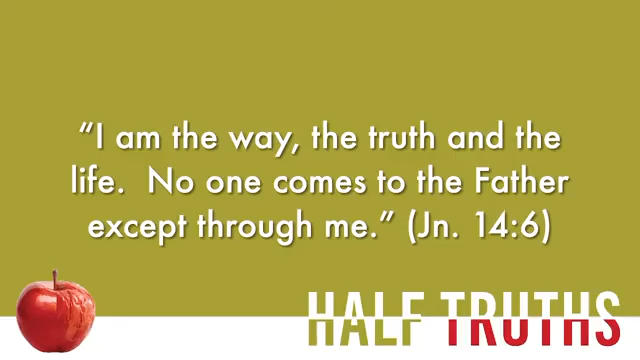 “I am the way, the truth and the
life.  No one comes to the Father
except through me.” (Jn. 14:6)
HALF TRUTHS